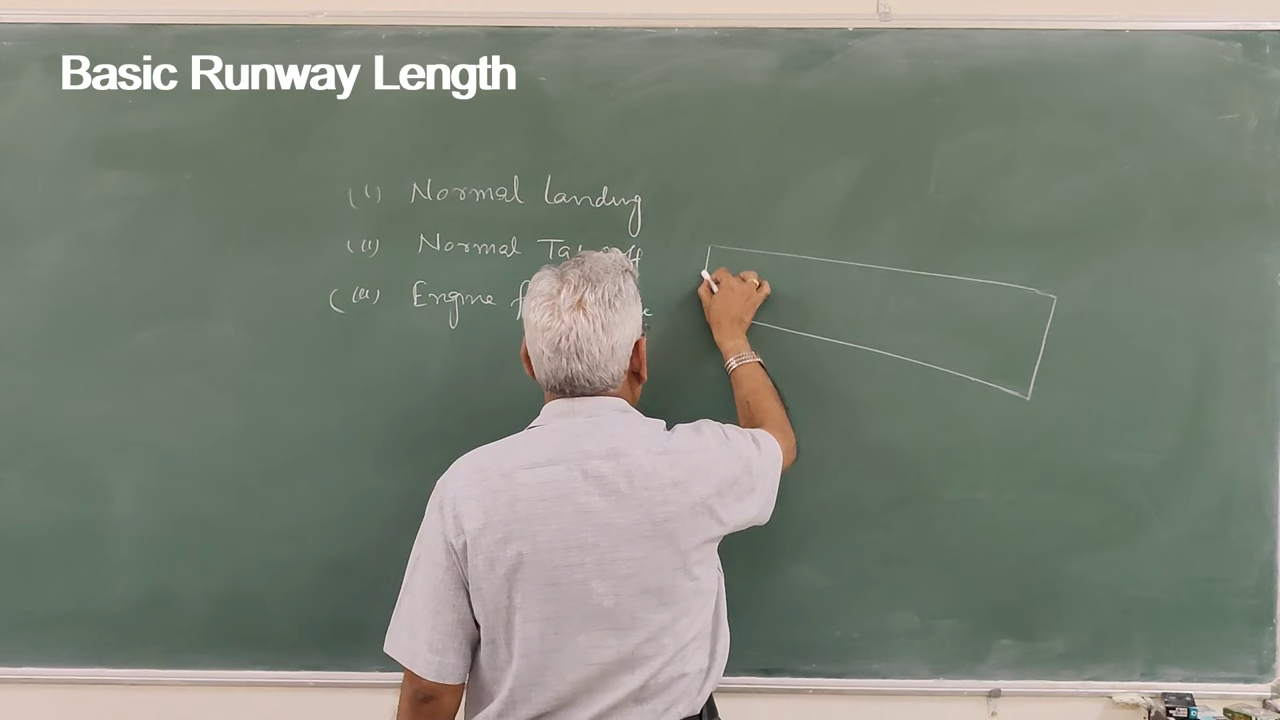 Basic Runway Length
(i) Normal landing
(ii) Normal
(iii) Engine